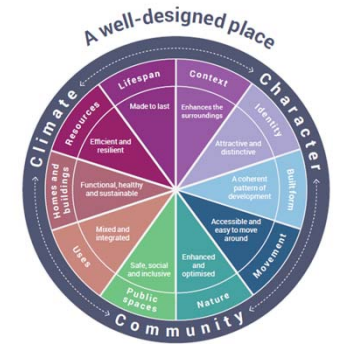 A well-designed place
Climate
Character
Community
Context
Enhances the
surroundings
Identity
Attractive and
distinctive
Built form
A coherent
pattern of
development
Movement
Accessible and
easy to move
around
Nature
Enhanced
and
optimised
Public
spaces
Safe, social
and inclusive
Uses
Mixed and
integrated
Homes and
buildings
Functional, healthy
and sustainable
Resources
Efficient and
resilient
Lifespan
Made to last